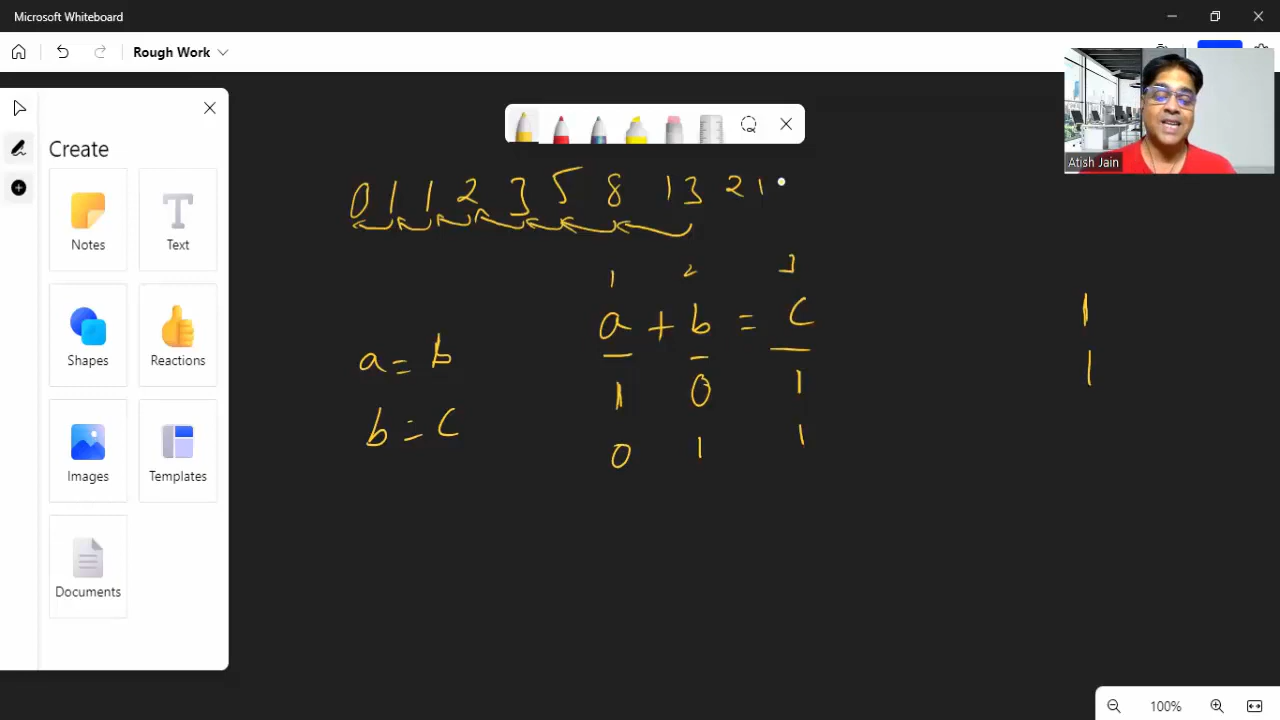 Microsoft Whiteboard
Rough Work
Create
Notes
Text
Shapes
Reactions
Images
Templates
Documents
0 1 1 2 3 5 8 13 21
1 2 3
a + b = c
1 0 1
0 1 1
a = b
b = c
1
1
Atish Jain
100%